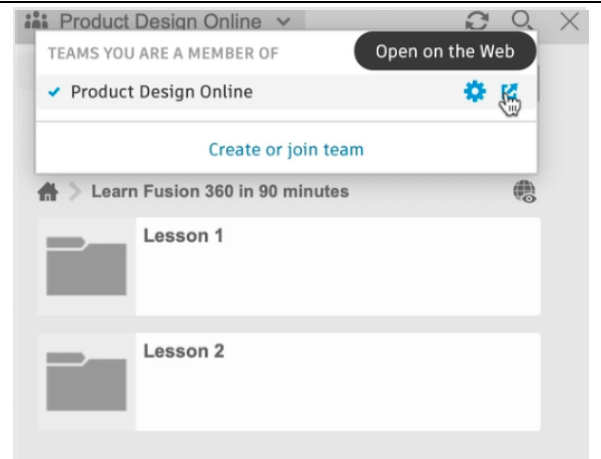 Product Design Online
TEAMS YOU ARE A MEMBER OF
Open on the Web
Product Design Online
Create or join team
Learn Fusion 360 in 90 minutes
Lesson 1
Lesson 2